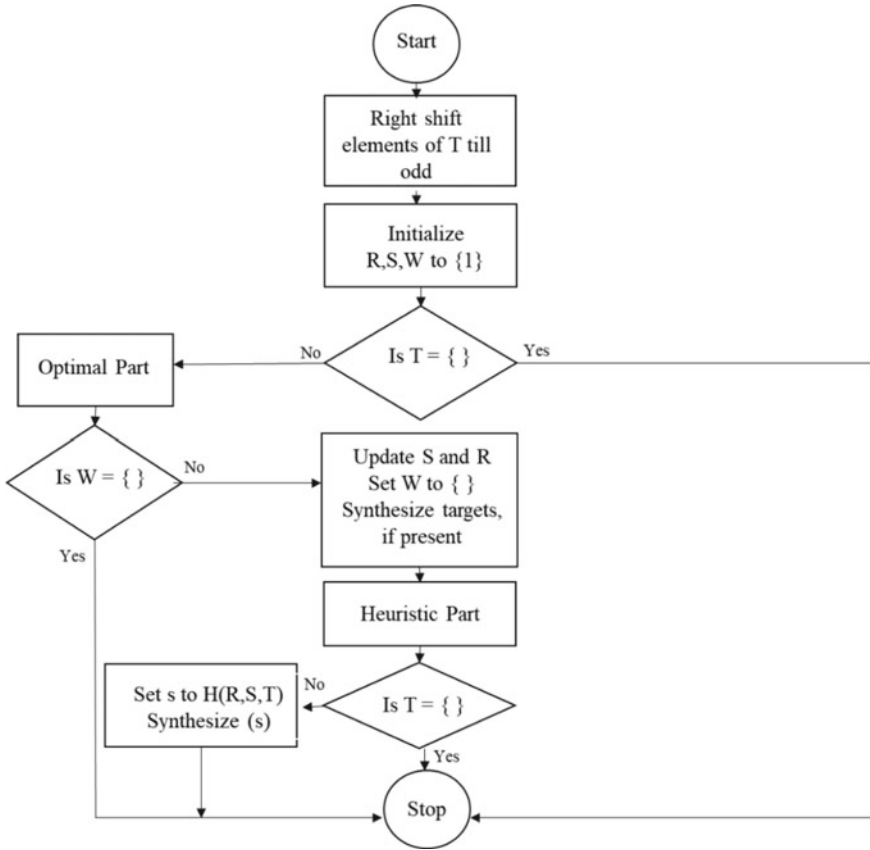 Start
Right shift
elements of T till
odd
Initialize
R,S,W to {1}
Is T = { }
No
Yes
Optimal Part
Is W = { }
No
Yes
Update S and R
Set W to { }
Synthesize targets,
if present
Heuristic Part
Is T = { }
No
Yes
Set s to H(R,S,T)
Synthesize (s)
Stop